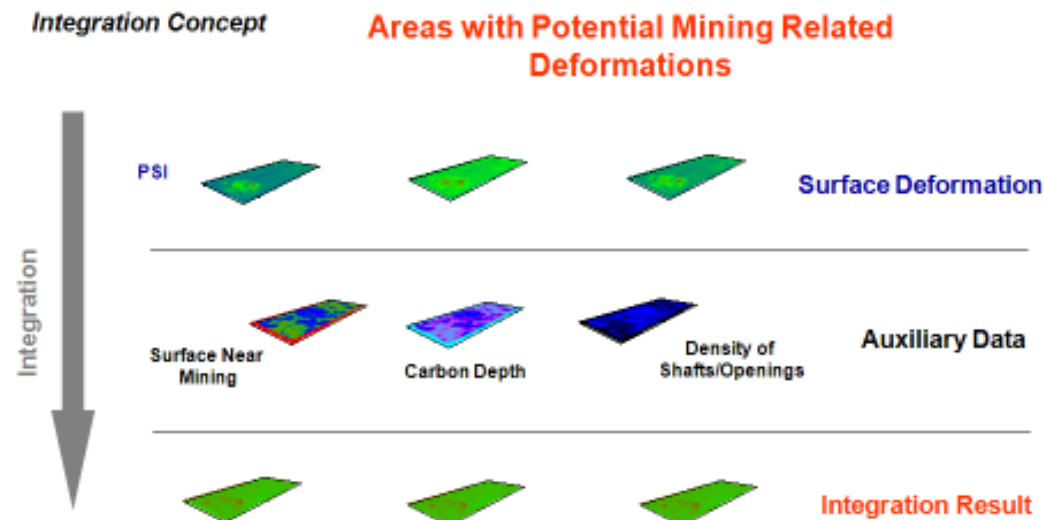 Integration Concept
Areas with Potential Mining Related
Deformations
PSI
Surface Deformation
Integration
Surface Near
Mining
Carbon Depth
Density of
Shafts/Openings
Auxiliary Data
Integration Result